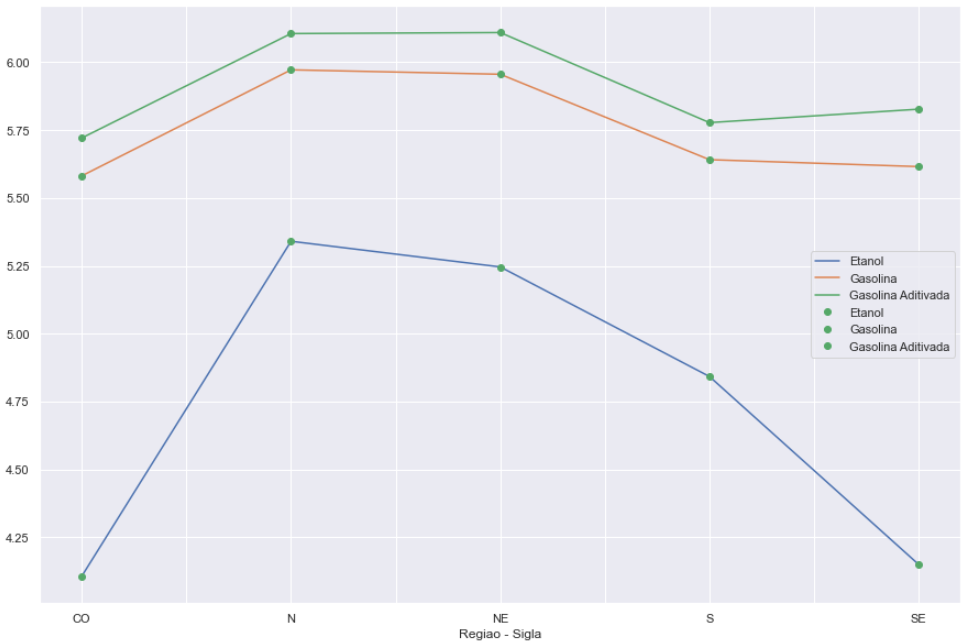 6.00
5.75
5.50
5.25
5.00
4.75
4.50
4.25
Etanol
Gasolina
Gasolina Aditivada
Etanol
Gasolina
Gasolina Aditivada
CO N NE S SE
Regiao - Sigla